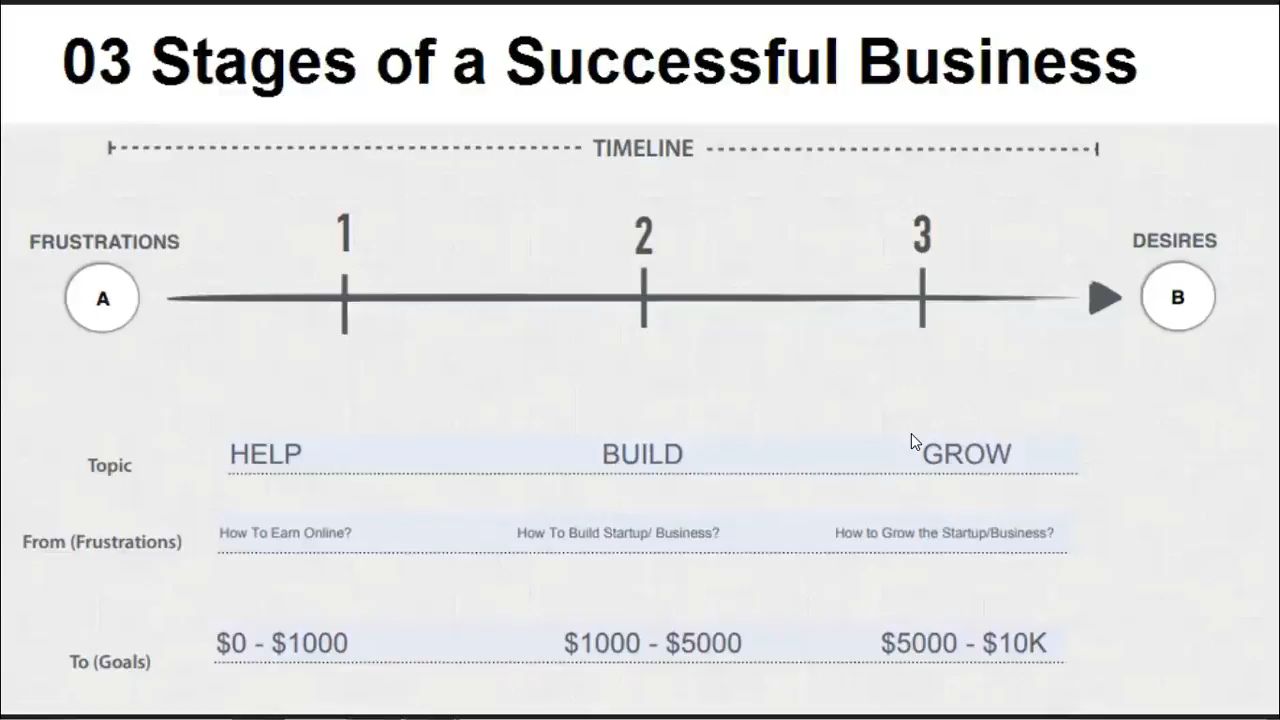 03 Stages of a Successful Business
TIMELINE
1 2 3
FRUSTRATIONS DESIRES
A B
Topic HELP BUILD GROW
From (Frustrations) How To Earn Online? How To Build Startup/ Business? How to Grow the Startup/Business?
To (Goals) $0 - $1000 $1000 - $5000 $5000 - $10K